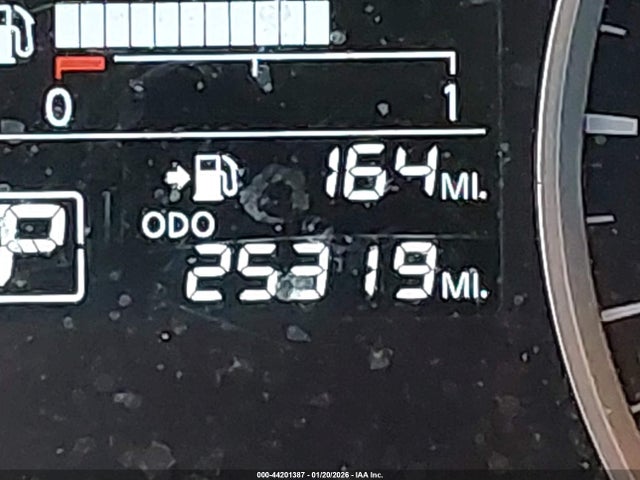 0 1
164 MI.
ODO
P
25319 MI.
000-44201387 - 01/20/2026 - IAA Inc.